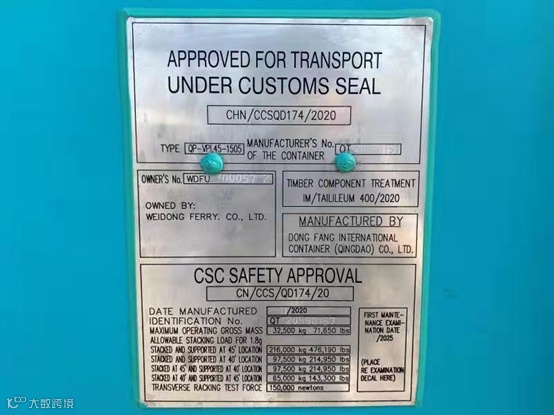 APPROVED FOR TRANSPORT
UNDER CUSTOMS SEAL
CHN/CCSQD174/2020
TYPE QP-VPL45-1505 MANUFACTURER'S No. OF THE CONTAINER QT
OWNER'S No. WDFU
OWNED BY:
WEIDONG FERRY. CO., LTD.
TIMBER COMPONENT TREATMENT
IM/TAILILEUM 400/2020
MANUFACTURED BY
DONG FANG INTERNATIONAL
CONTAINER (QINGDAO) CO., LTD.
CSC SAFETY APPROVAL
CN/CCS/QD174/20
DATE MANUFACTURED /2020
IDENTIFICATION No. QT
MAXIMUM OPERATING GROSS MASS 32,500 kg 71,650 lbs
ALLOWABLE STACKING LOAD FOR 1.8g
STACKED AND SUPPORTED AT 45' LOCATION 216,000 kg 476,190 lbs
STACKED AND SUPPORTED AT 40' LOCATION 97,500 kg 214,950 lbs
STACKED AT 45' AND SUPPORTED AT 40' LOCATION 97,500 kg 214,950 lbs
STACKED AT 40' AND SUPPORTED AT 45' LOCATION 65,000 kg 143,300 lbs
TRANSVERSE RACKING TEST FORCE 150,000 newtons
FIRST MAINTE-
NANCE EXAMI-
NATION DATE
/2025
(PLACE
RE EXAMINATION
DECAL HERE)
大数跨境